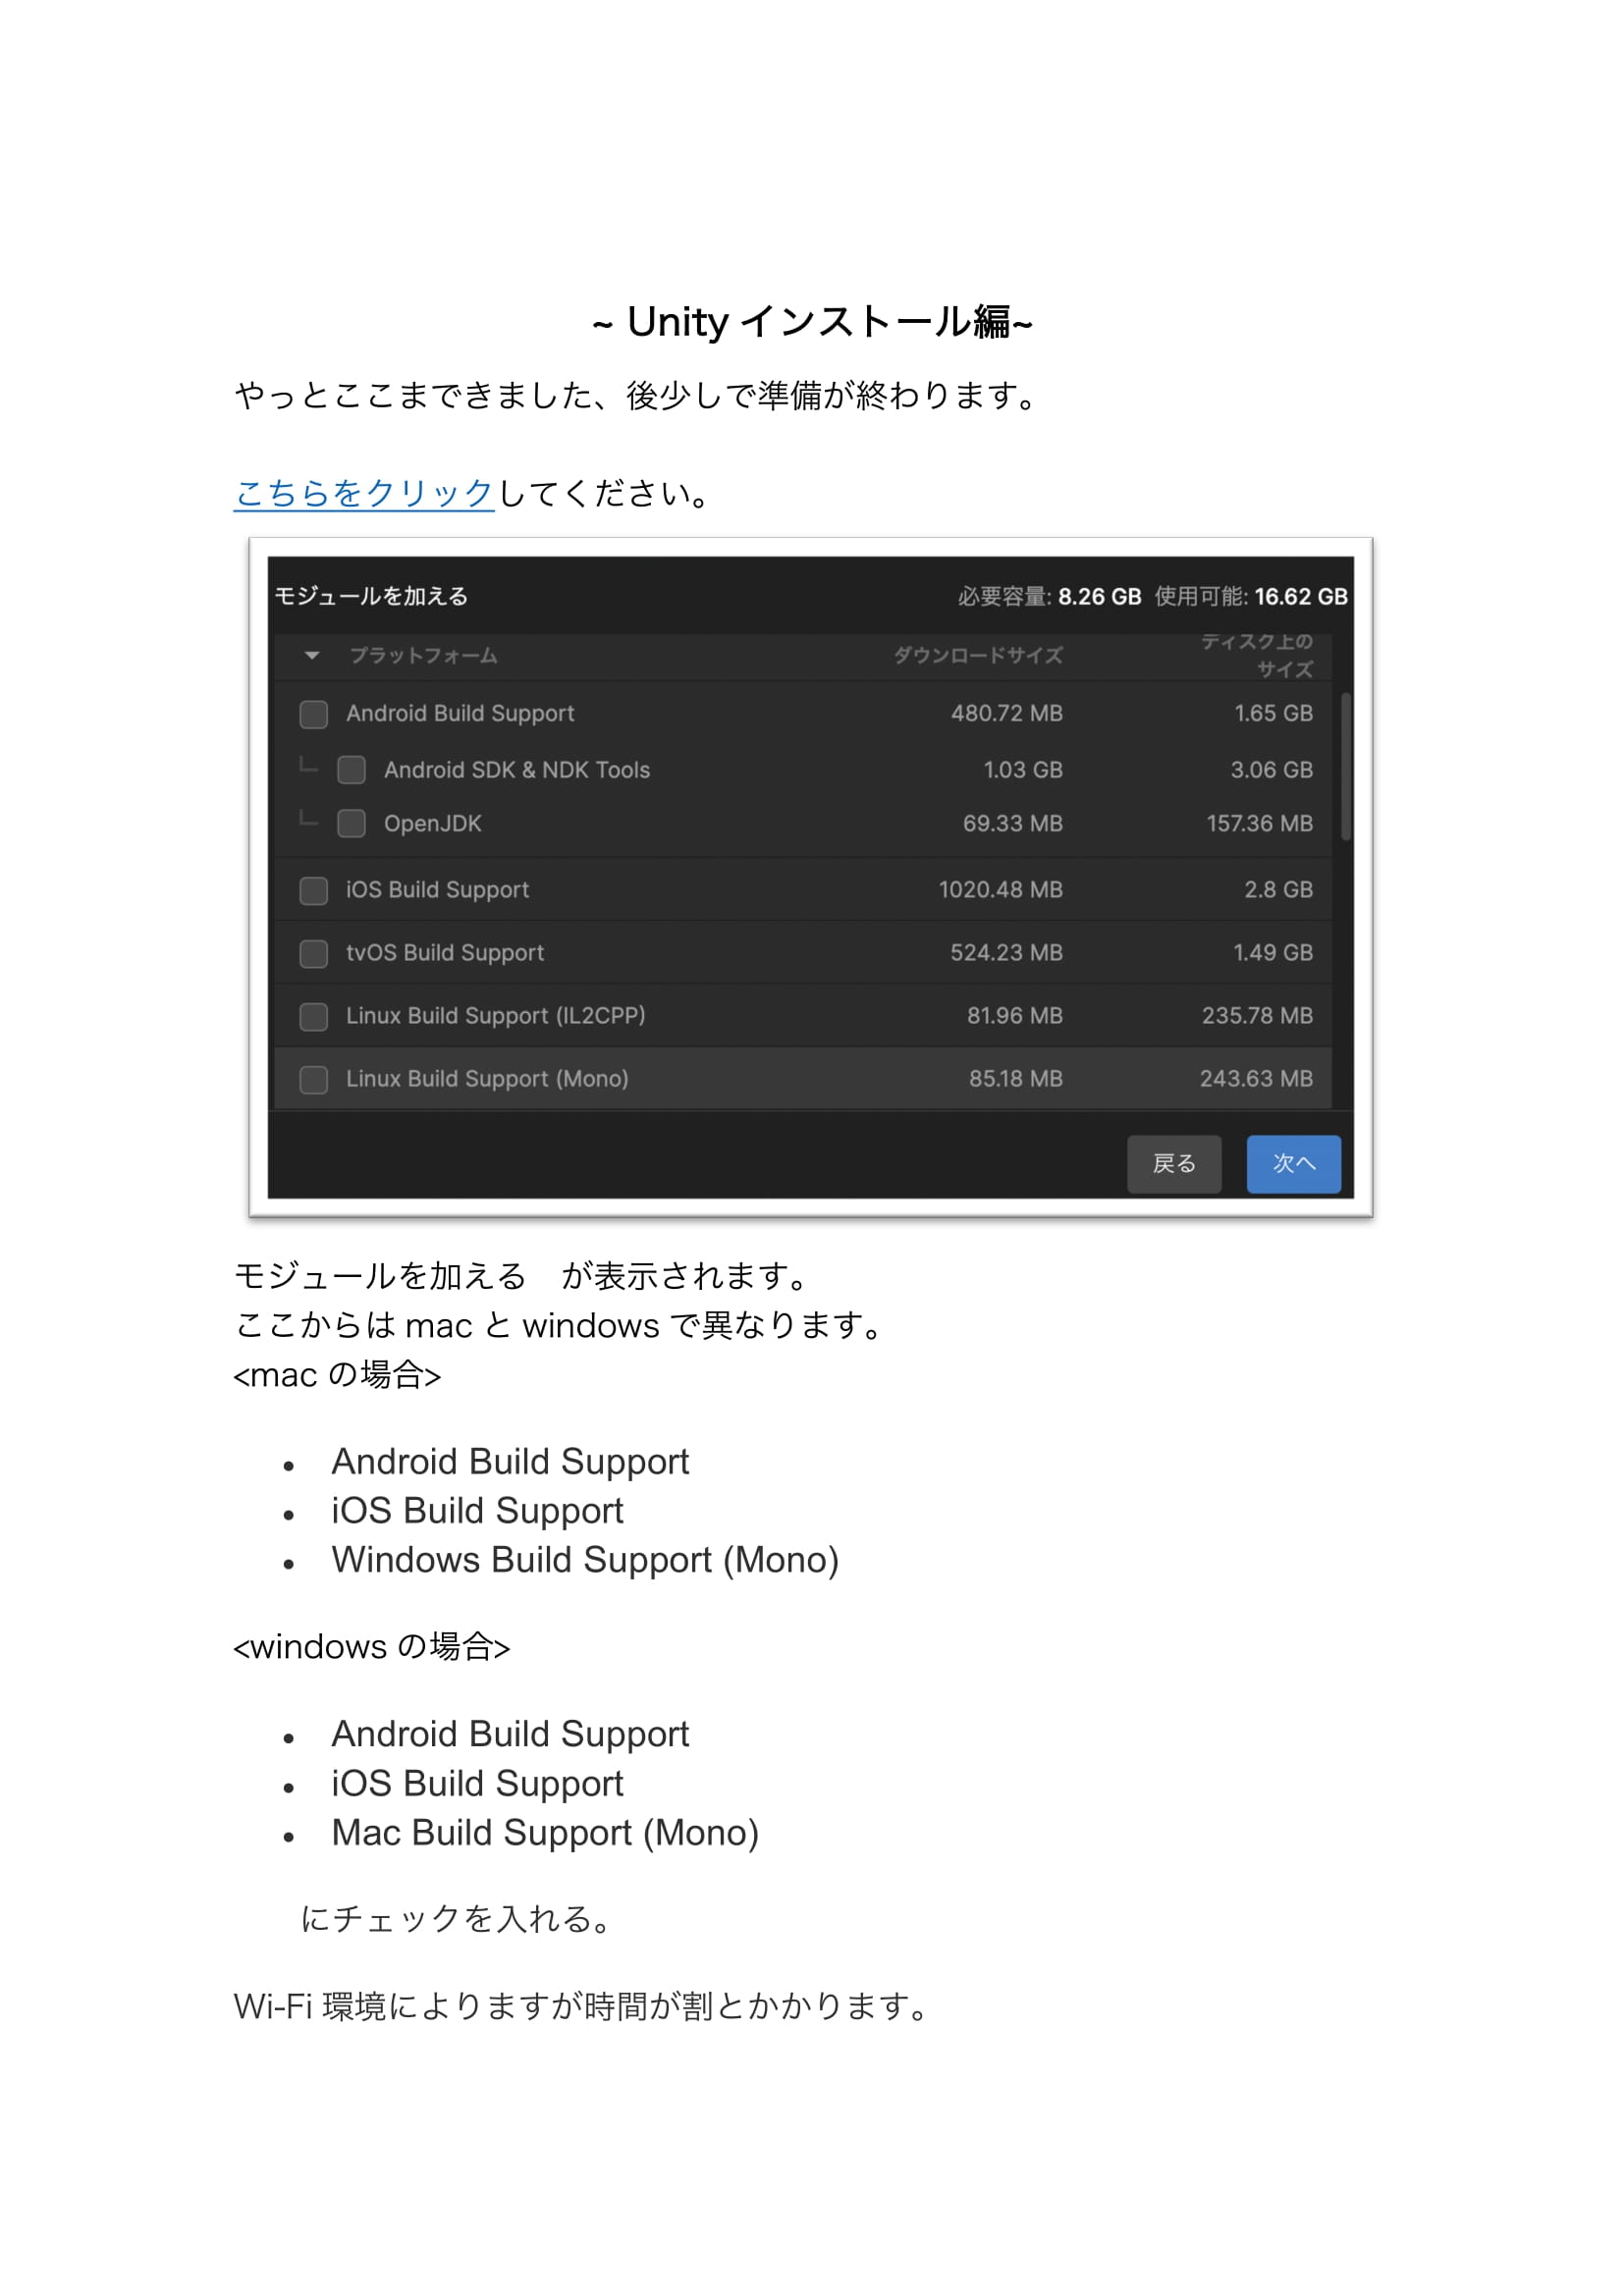 ~ Unity インストール編~
やっとここまできました、後少しで準備が終わります。
こちらをクリックしてください。
モジュールを加える 必要容量: 8.26 GB 使用可能: 16.62 GB
プラットフォーム ダウンロードサイズ ディスク上の
サイズ
Android Build Support 480.72 MB 1.65 GB
Android SDK & NDK Tools 1.03 GB 3.06 GB
OpenJDK 69.33 MB 157.36 MB
iOS Build Support 1020.48 MB 2.8 GB
tvOS Build Support 524.23 MB 1.49 GB
Linux Build Support (IL2CPP) 81.96 MB 235.78 MB
Linux Build Support (Mono) 85.18 MB 243.63 MB
戻る 次へ
モジュールを加える　が表示されます。
ここからは mac と windows で異なります。
<mac の場合>
• Android Build Support
• iOS Build Support
• Windows Build Support (Mono)
<windows の場合>
• Android Build Support
• iOS Build Support
• Mac Build Support (Mono)
にチェックを入れる。
Wi-Fi 環境によりますが時間が割とかかります。